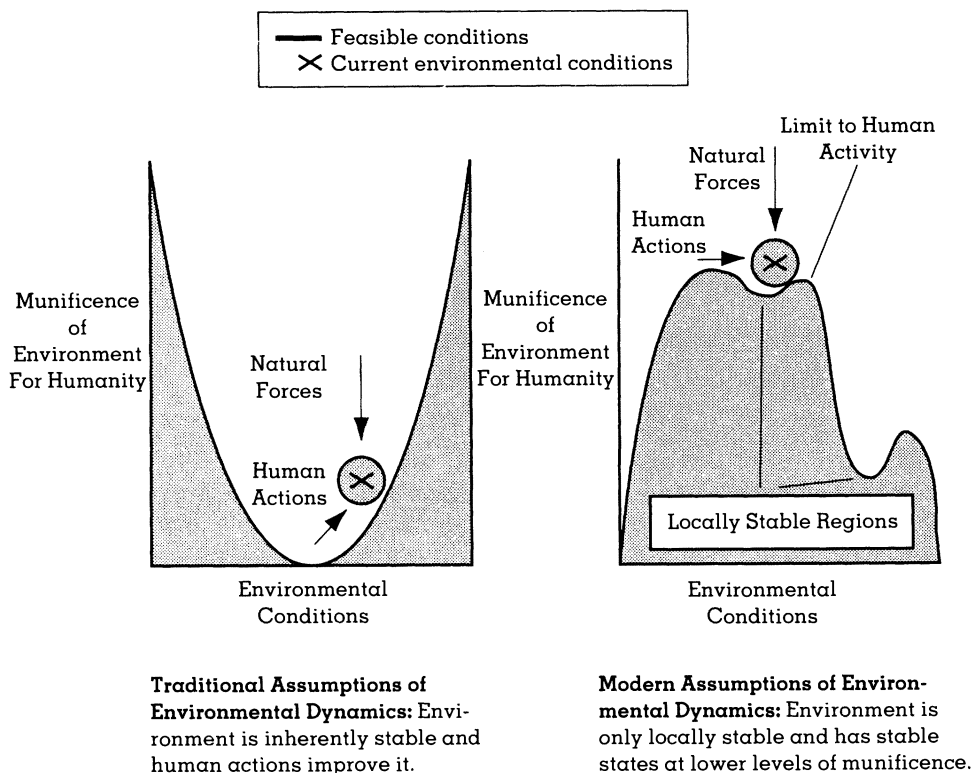 Feasible conditions
Current environmental conditions
Munificence
of
Environment
For Humanity
Natural
Forces
Human
Actions
Environmental
Conditions
Traditional Assumptions of
Environmental Dynamics: Envi-
ronment is inherently stable and
human actions improve it.
Limit to Human
Activity
Natural
Forces
Human
Actions
Munificence
of
Environment
For Humanity
Locally Stable Regions
Environmental
Conditions
Modern Assumptions of Environ-
mental Dynamics: Environment is
only locally stable and has stable
states at lower levels of munificence.